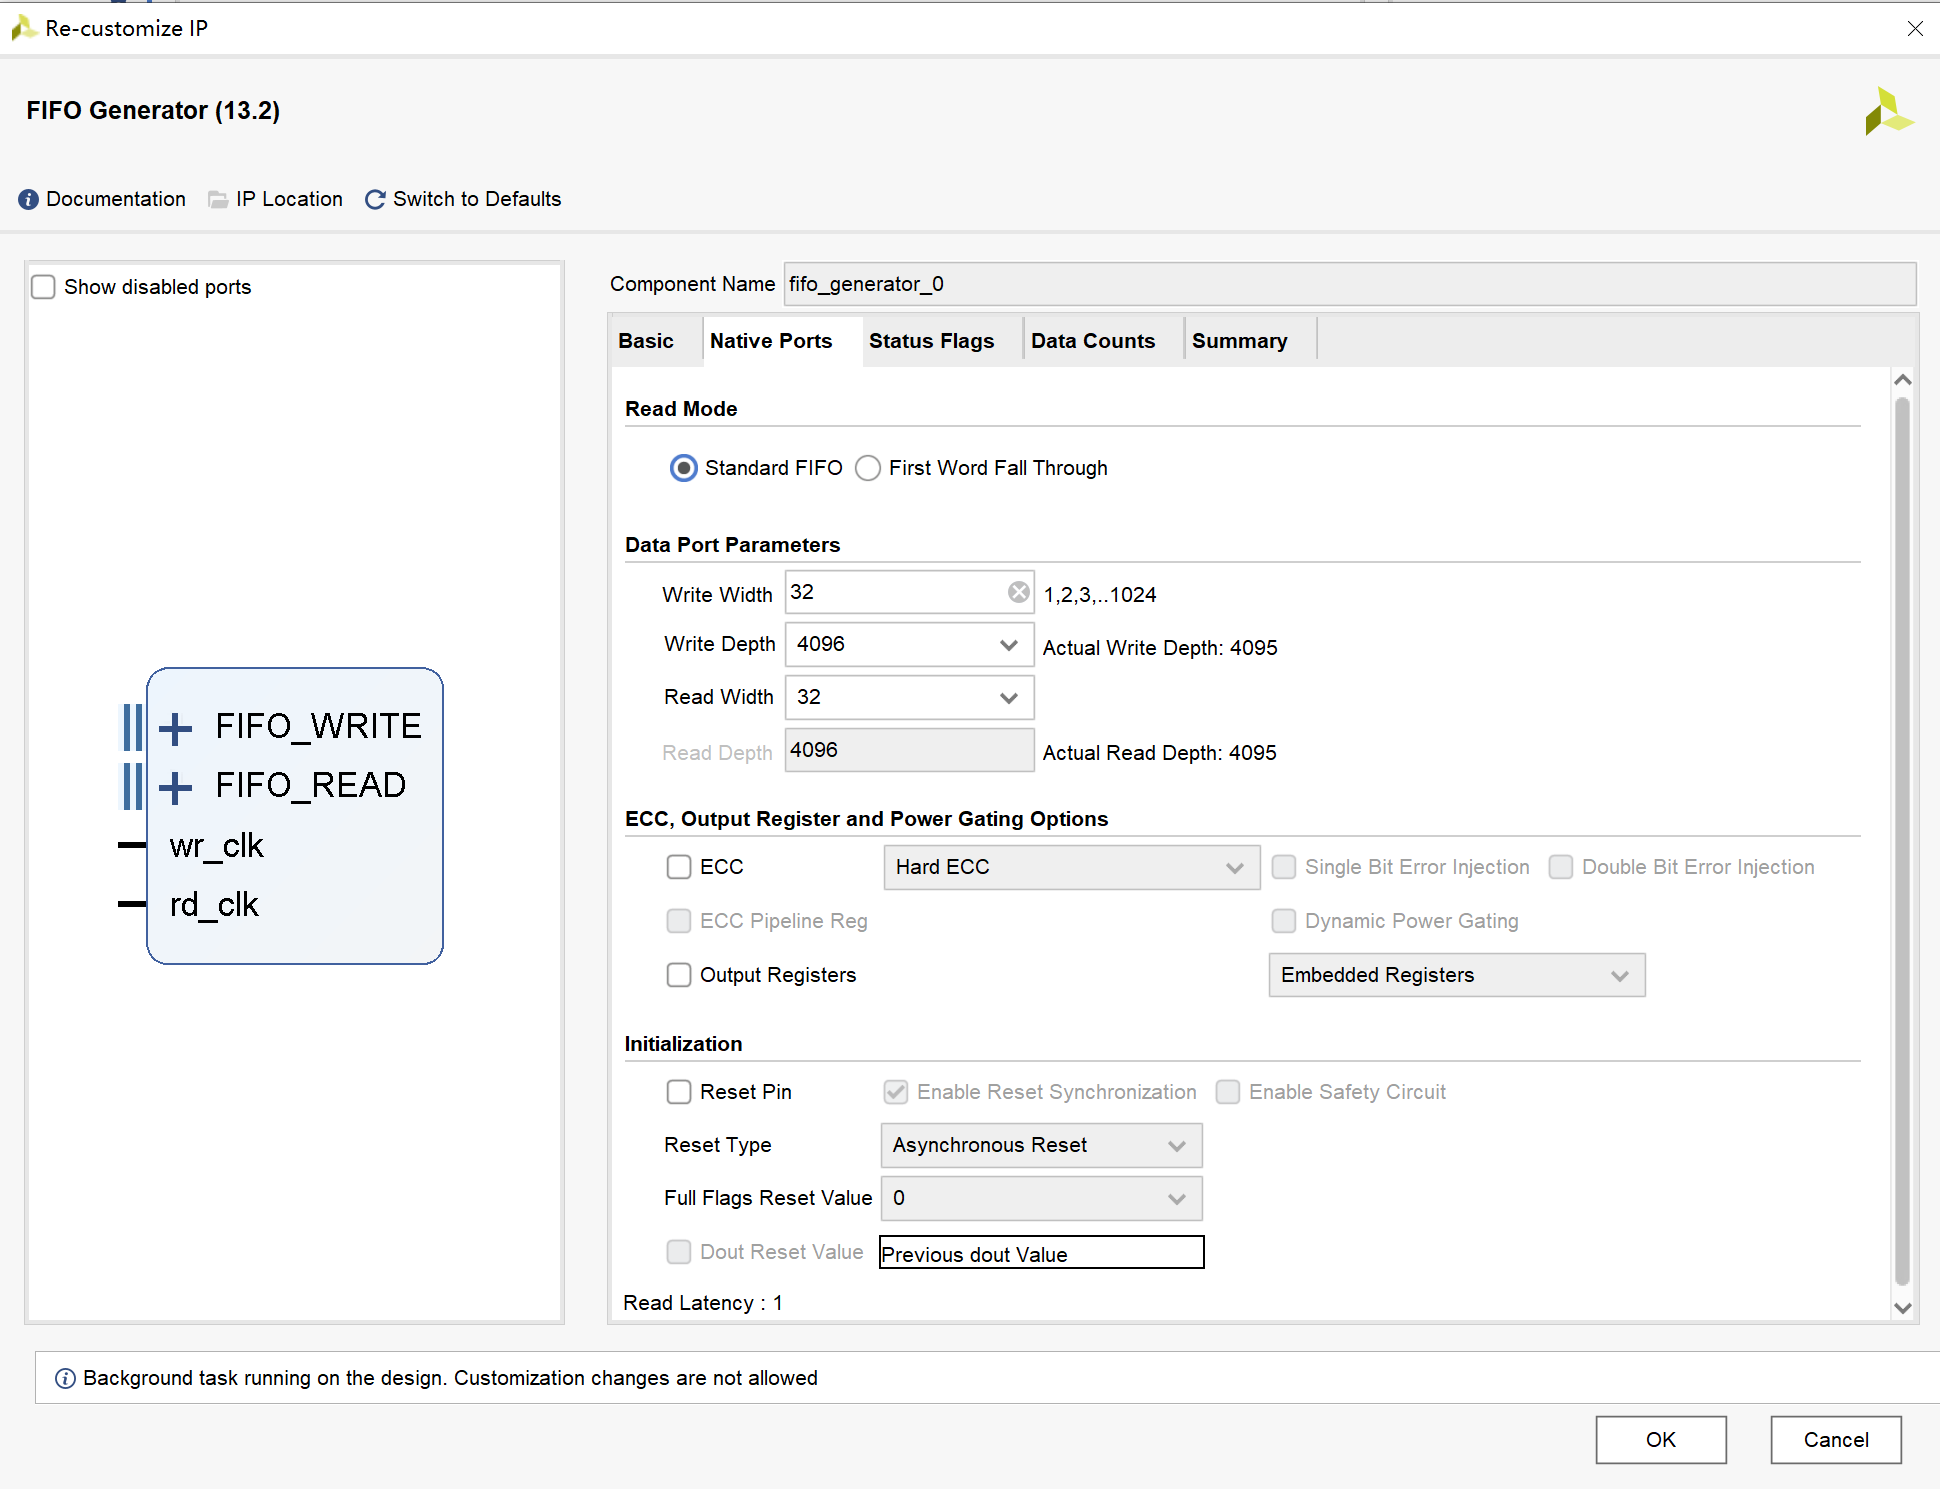 Re-customize IP
FIFO Generator (13.2)
Documentation IP Location Switch to Defaults
Show disabled ports
FIFO_WRITE
FIFO_READ
wr_clk
rd_clk
Component Name fifo_generator_0
Basic Native Ports Status Flags Data Counts Summary
Read Mode
Standard FIFO First Word Fall Through
Data Port Parameters
Write Width 32 1,2,3,..1024
Write Depth 4096 Actual Write Depth: 4095
Read Width 32
Read Depth 4096 Actual Read Depth: 4095
ECC, Output Register and Power Gating Options
ECC Hard ECC Single Bit Error Injection Double Bit Error Injection
ECC Pipeline Reg Dynamic Power Gating
Output Registers Embedded Registers
Initialization
Reset Pin Enable Reset Synchronization Enable Safety Circuit
Reset Type Asynchronous Reset
Full Flags Reset Value 0
Dout Reset Value Previous dout Value
Read Latency : 1
Background task running on the design. Customization changes are not allowed
OK Cancel